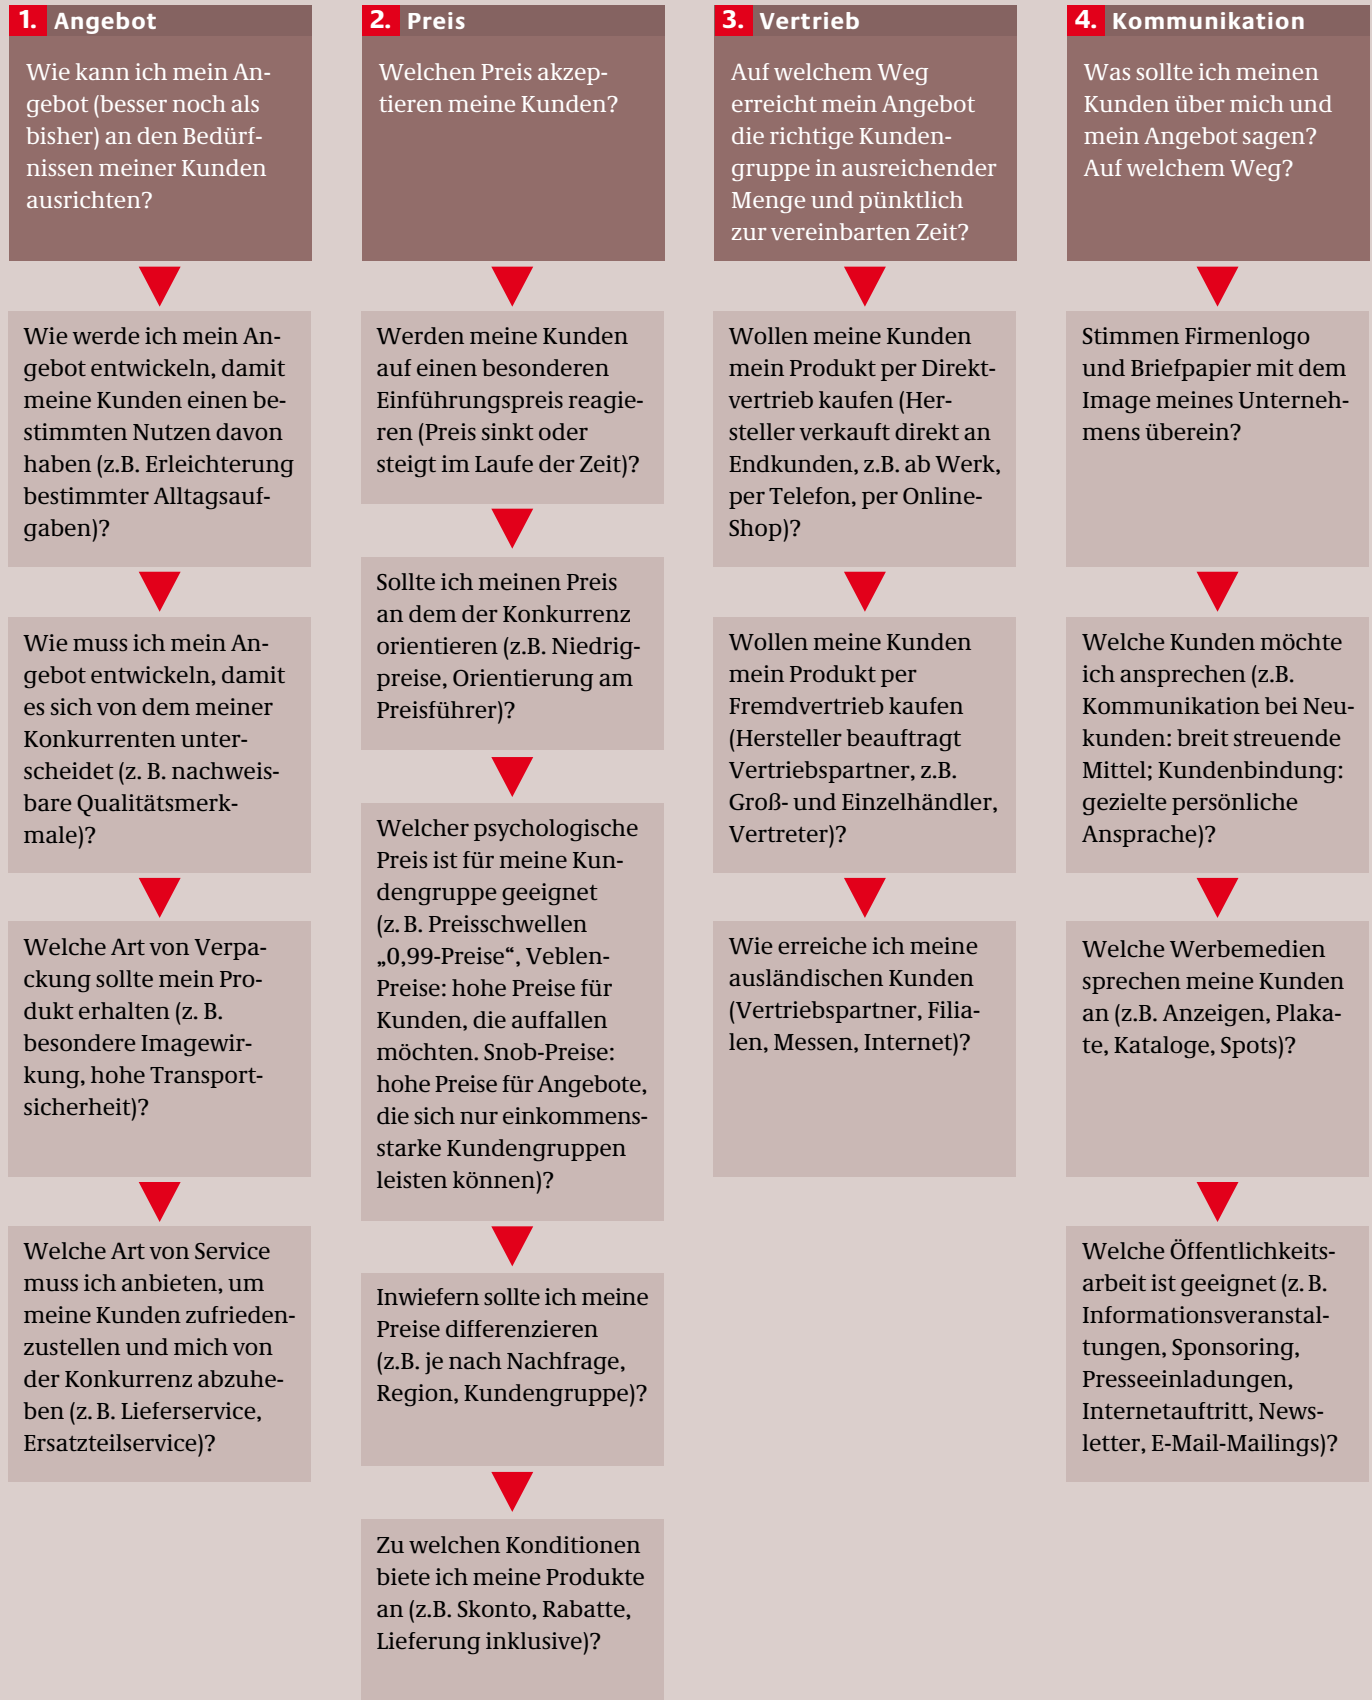 1. Angebot
Wie kann ich mein An-
gebot (besser noch als
bisher) an den Bedürf-
nissen meiner Kunden
ausrichten?
Wie werde ich mein An-
gebot entwickeln, damit
meine Kunden einen be-
stimmten Nutzen davon
haben (z.B. Erleichterung
bestimmter Alltagsauf-
gaben)?
Wie muss ich mein An-
gebot entwickeln, damit
es sich von dem meiner
Konkurrenten unter-
scheidet (z. B. nachweis-
bare Qualitätsmerk-
male)?
Welche Art von Verpa-
ckung sollte mein Pro-
dukt erhalten (z. B.
besondere Imagewir-
kung, hohe Transport-
sicherheit)?
Welche Art von Service
muss ich anbieten, um
meine Kunden zufrieden-
zustellen und mich von
der Konkurrenz abzuhe-
ben (z. B. Lieferservice,
Ersatzteilservice)?
2. Preis
Welchen Preis akzep-
tieren meine Kunden?
Werden meine Kunden
auf einen besonderen
Einführungspreis reagie-
ren (Preis sinkt oder
steigt im Laufe der Zeit)?
Sollte ich meinen Preis
an dem der Konkurrenz
orientieren (z.B. Niedrig-
preise, Orientierung am
Preisführer)?
Welcher psychologische
Preis ist für meine Kun-
dengruppe geeignet
(z. B. Preisschwellen
„0,99-Preise“, Veblen-
Preise: hohe Preise für
Kunden, die auffallen
möchten. Snob-Preise:
hohe Preise für Angebote,
die sich nur einkommens-
starke Kundengruppen
leisten können)?
Inwiefern sollte ich meine
Preise differenzieren
(z.B. je nach Nachfrage,
Region, Kundengruppe)?
Zu welchen Konditionen
biete ich meine Produkte
an (z.B. Skonto, Rabatte,
Lieferung inklusive)?
3. Vertrieb
Auf welchem Weg
erreicht mein Angebot
die richtige Kunden-
gruppe in ausreichender
Menge und pünktlich
zur vereinbarten Zeit?
Wollen meine Kunden
mein Produkt per Direkt-
vertrieb kaufen (Her-
steller verkauft direkt an
Endkunden, z.B. ab Werk,
per Telefon, per Online-
Shop)?
Wollen meine Kunden
mein Produkt per
Fremdvertrieb kaufen
(Hersteller beauftragt
Vertriebspartner, z.B.
Groß- und Einzelhändler,
Vertreter)?
Wie erreiche ich meine
ausländischen Kunden
(Vertriebspartner, Filia-
len, Messen, Internet)?
4. Kommunikation
Was sollte ich meinen
Kunden über mich und
mein Angebot sagen?
Auf welchem Weg?
Stimmen Firmenlogo
und Briefpapier mit dem
Image meines Unterneh-
mens überein?
Welche Kunden möchte
ich ansprechen (z.B.
Kommunikation bei Neu-
kunden: breit streuende
Mittel; Kundenbindung:
gezielte persönliche
Ansprache)?
Welche Werbemedien
sprechen meine Kunden
an (z.B. Anzeigen, Plaka-
te, Kataloge, Spots)?
Welche Öffentlichkeits-
arbeit ist geeignet (z. B.
Informationsveranstal-
tungen, Sponsoring,
Presseeinladungen,
Internetauftritt, News-
letter, E-Mail-Mailings)?